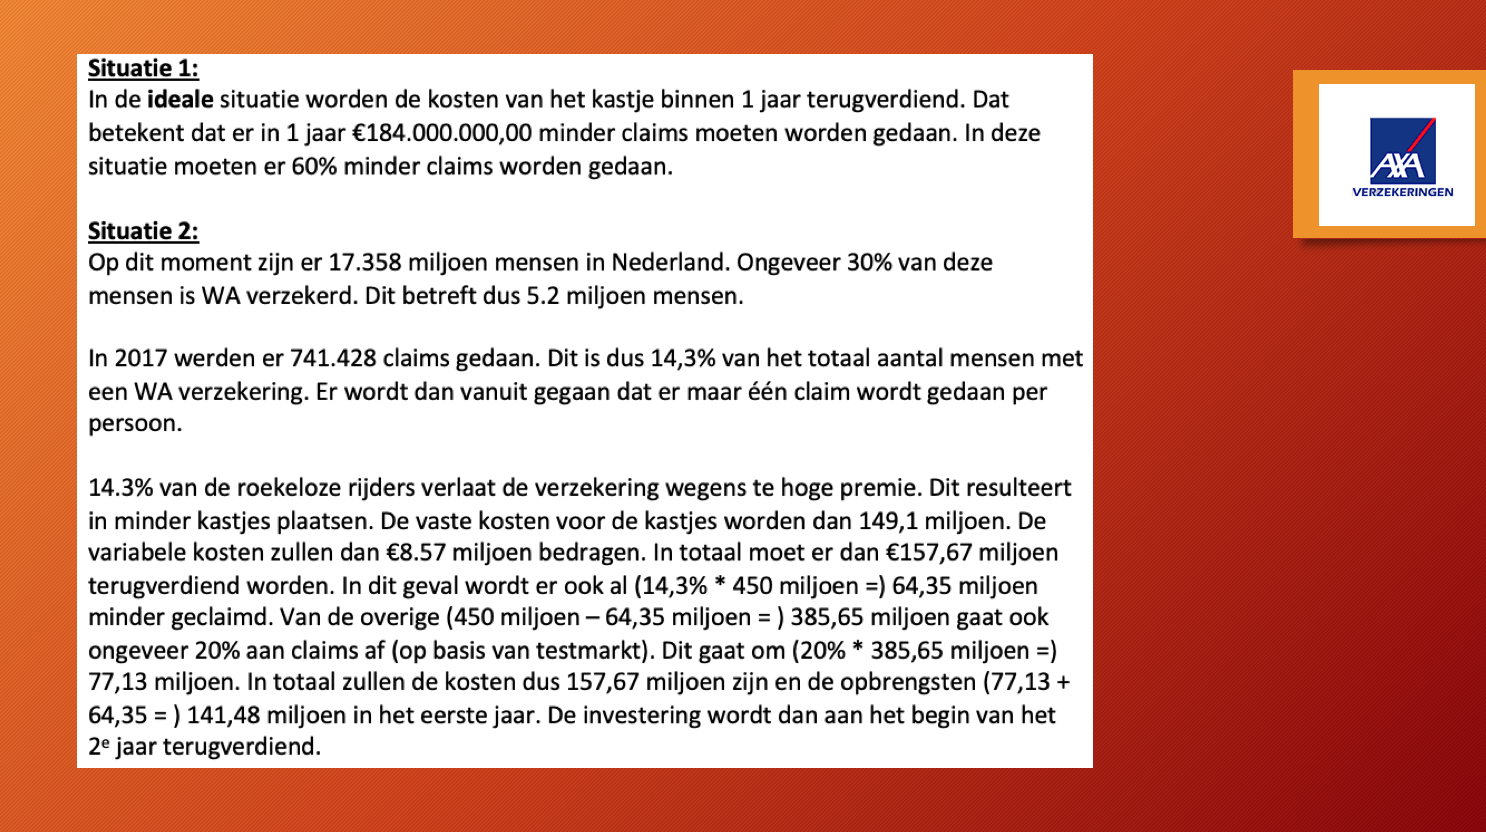 Situatie 1:
In de ideale situatie worden de kosten van het kastje binnen 1 jaar terugverdiend. Dat
betekent dat er in 1 jaar €184.000.000,00 minder claims moeten worden gedaan. In deze
situatie moeten er 60% minder claims worden gedaan.
Situatie 2:
Op dit moment zijn er 17.358 miljoen mensen in Nederland. Ongeveer 30% van deze
mensen is WA verzekerd. Dit betreft dus 5.2 miljoen mensen.
In 2017 werden er 741.428 claims gedaan. Dit is dus 14,3% van het totaal aantal mensen met
een WA verzekering. Er wordt dan vanuit gegaan dat er maar één claim wordt gedaan per
persoon.
14.3% van de roekeloze rijders verlaat de verzekering wegens te hoge premie. Dit resulteert
in minder kastjes plaatsen. De vaste kosten voor de kastjes worden dan 149,1 miljoen. De
variabele kosten zullen dan €8.57 miljoen bedragen. In totaal moet er dan €157,67 miljoen
terugverdiend worden. In dit geval wordt er ook al (14,3% * 450 miljoen =) 64,35 miljoen
minder geclaimd. Van de overige (450 miljoen – 64,35 miljoen = ) 385,65 miljoen gaat ook
ongeveer 20% aan claims af (op basis van testmarkt). Dit gaat om (20% * 385,65 miljoen =)
77,13 miljoen. In totaal zullen de kosten dus 157,67 miljoen zijn en de opbrengsten (77,13 +
64,35 = ) 141,48 miljoen in het eerste jaar. De investering wordt dan aan het begin van het
2e jaar terugverdiend.
AXA
VERZEKERINGEN